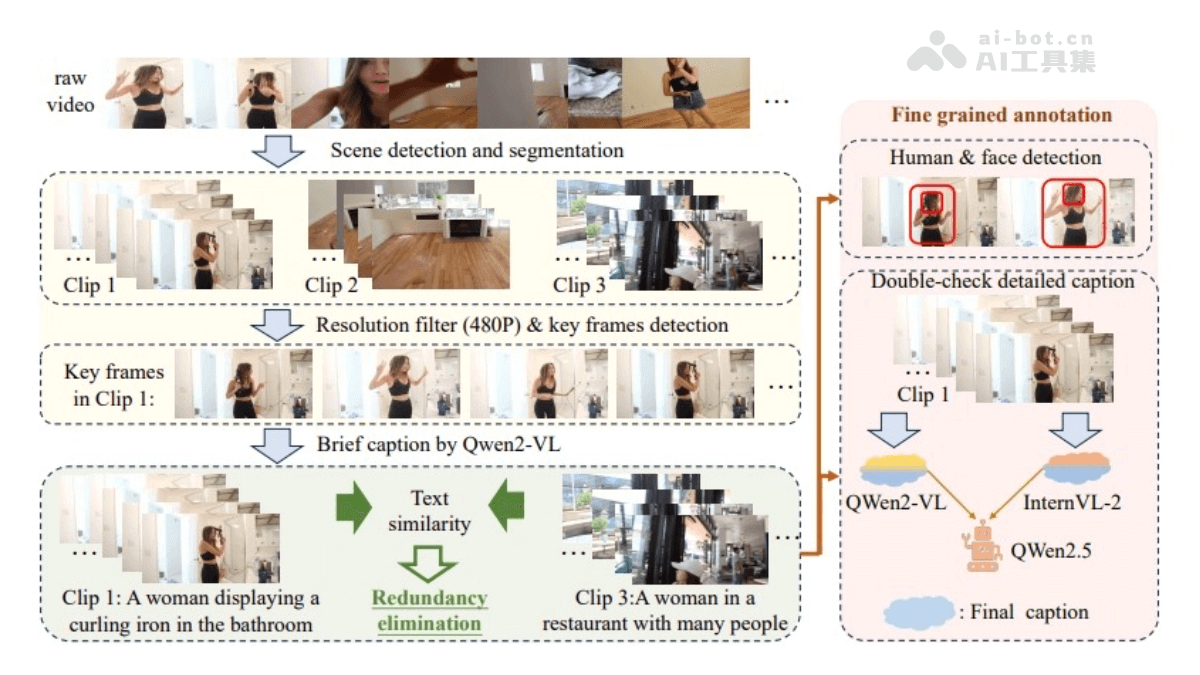 ai-bot.cn
AI工具集
raw
video
...
Scene detection and segmentation
...
Clip 1
...
Clip 2
...
Clip 3
...
Resolution filter (480P) & key frames detection
Key frames
in Clip 1:
...
Brief caption by Qwen2-VL
...
Text
similarity
...
...
Clip 1: A woman displaying a
curling iron in the bathroom
Redundancy
elimination
Clip 3:A woman in a
restaurant with many people
Fine grained annotation
Human & face detection
Double-check detailed caption
...
Clip 1
QWen2-VL
InternVL-2
QWen2.5
: Final caption